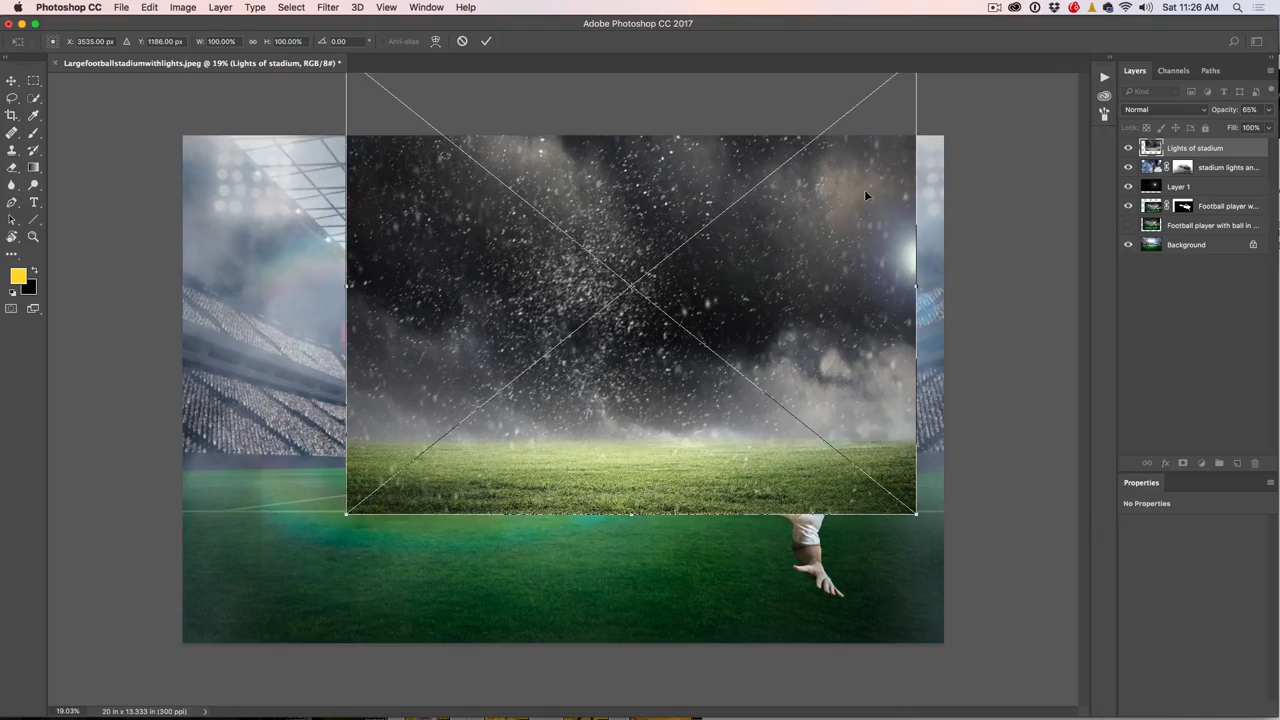 Photoshop CC File Edit Image Layer Type Select Filter 3D View Window Help Sat 11:26 AM
Adobe Photoshop CC 2017
X: 3535.00 px Y: 1186.00 px W: 100.00% H: 100.00% 0.00 ° Anti-alias
× Largefootballstadiumwithlights.jpeg @ 19% (Lights of stadium, RGB/8#) *
Layers Channels Paths
Kind
Normal Opacity: 65%
Lock: Fill: 100%
Lights of stadium
stadium lights an...
Layer 1
Football player w...
Football player with ball in ...
Background
Properties
No Properties
19.03% 20 in x 13.333 in (300 ppi)